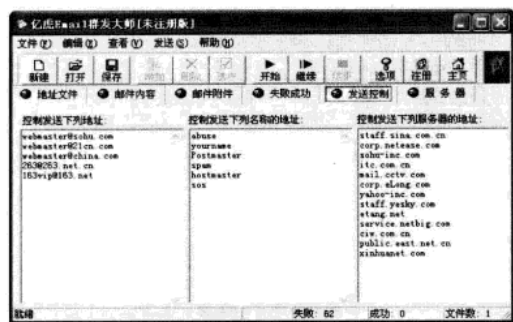 亿虎Email群发大师[未注册版]
文件(F) 编辑(E) 查看(V) 发送(S) 帮助(H)
新建 打开 保存 开始 继续 选项 注册 主页
地址文件 邮件内容 邮件附件 失败成功 发送控制 服务器
控制发送下列地址: 控制发送下列名称的地址: 控制发送下列服务器的地址:
webmaster@sohu.com abuse staff.sina.com.cn
webmaster@21cn.com yourname corp.netease.com
webmaster@china.com Postmaster sohu-inc.com
263@263.net.cn spam itc.com.cn
163vip@163.net hostmaster mail.cctv.com
sos corp.eLong.com
yahoo-inc.com
staff.yesky.com
etang.net
service.netbig.com
ciw.com.cn
public.east.net.cn
xinhuanet.com
就绪 失败: 62 成功: 0 文件数: 1